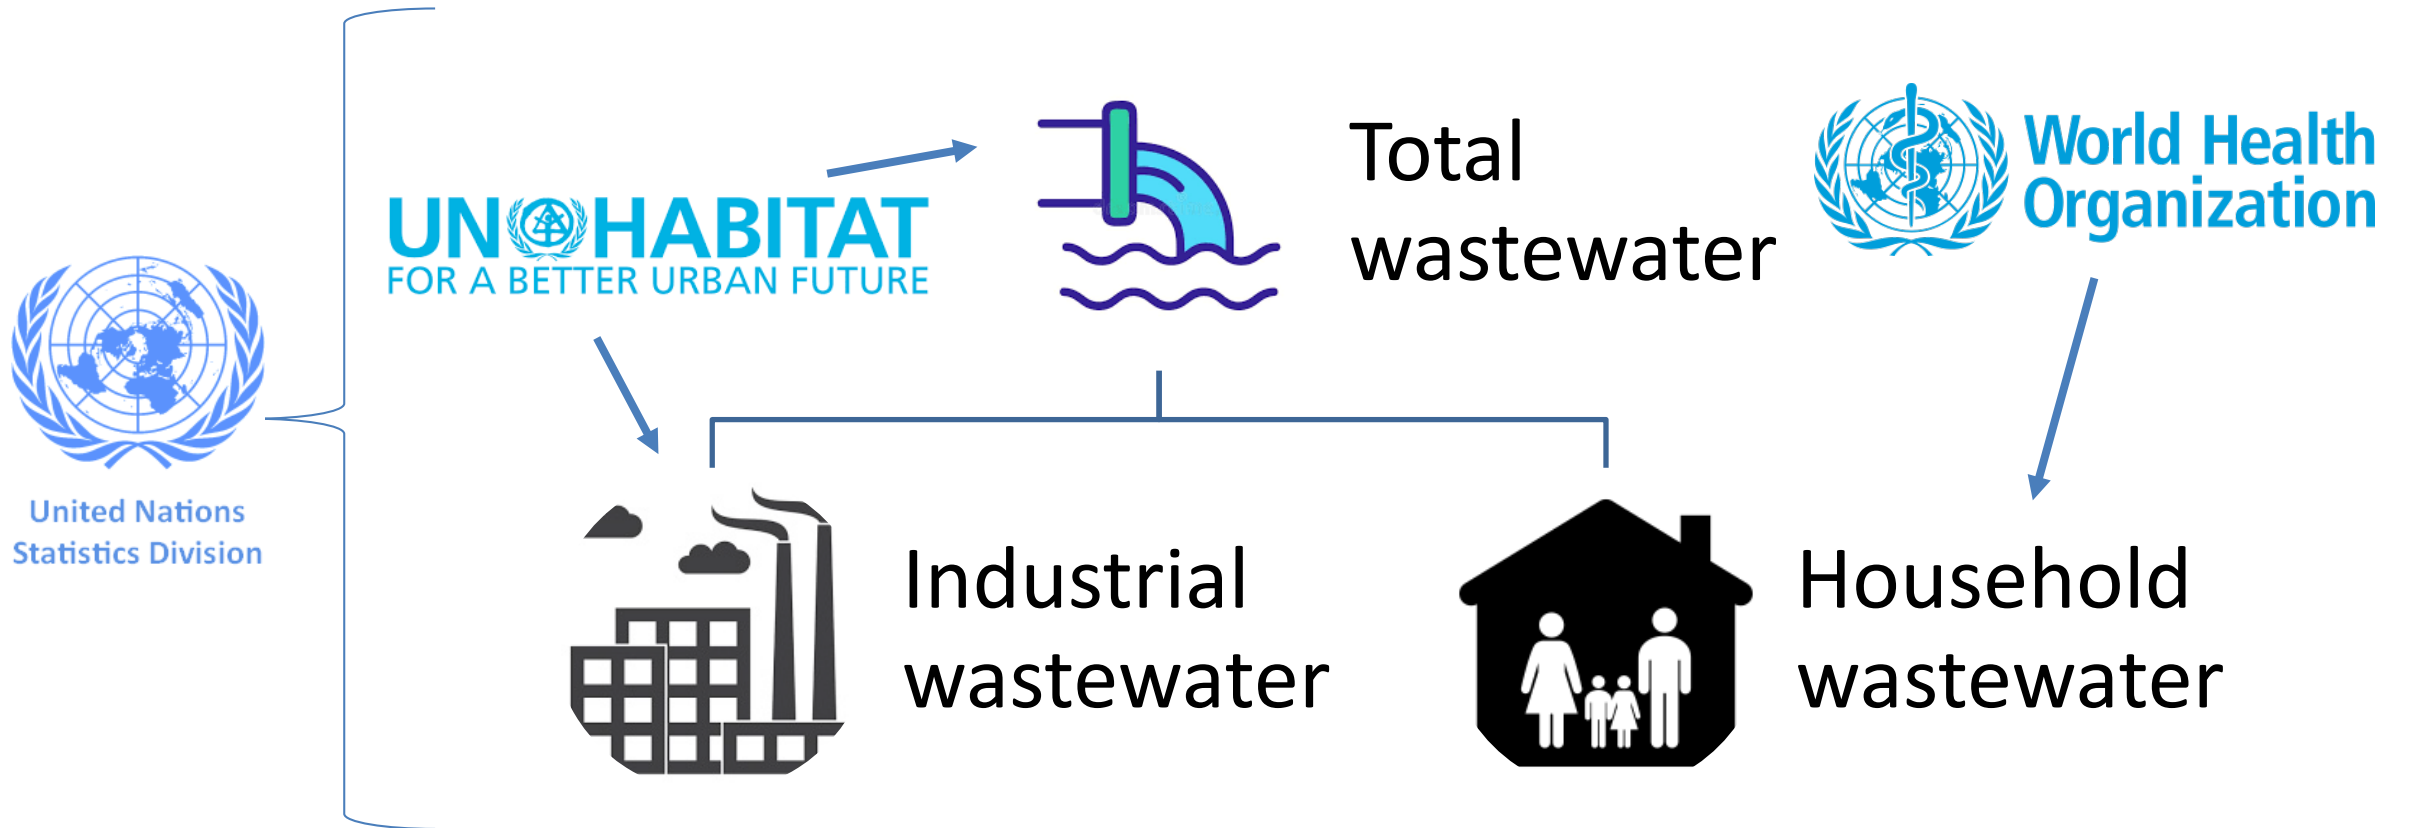 United Nations
Statistics Division
UN HABITAT
FOR A BETTER URBAN FUTURE
Total
wastewater
World Health
Organization
Industrial
wastewater
Household
wastewater